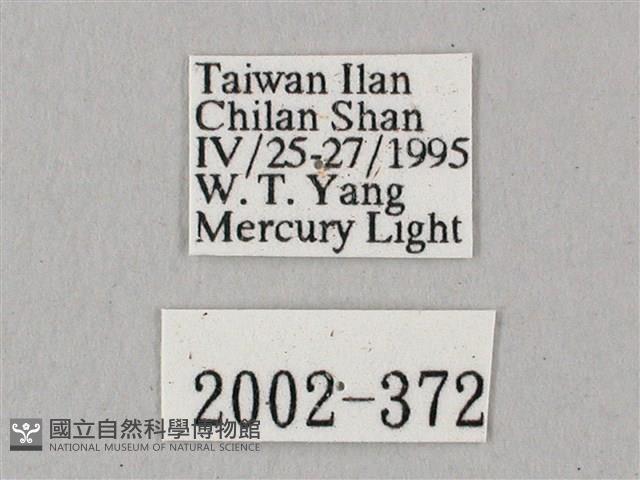 Taiwan Ilan
Chilan Shan
IV/25-27/1995
W. T. Yang
Mercury Light
2002-372
國立自然科學博物館
NATIONAL MUSEUM OF NATURAL SCIENCE